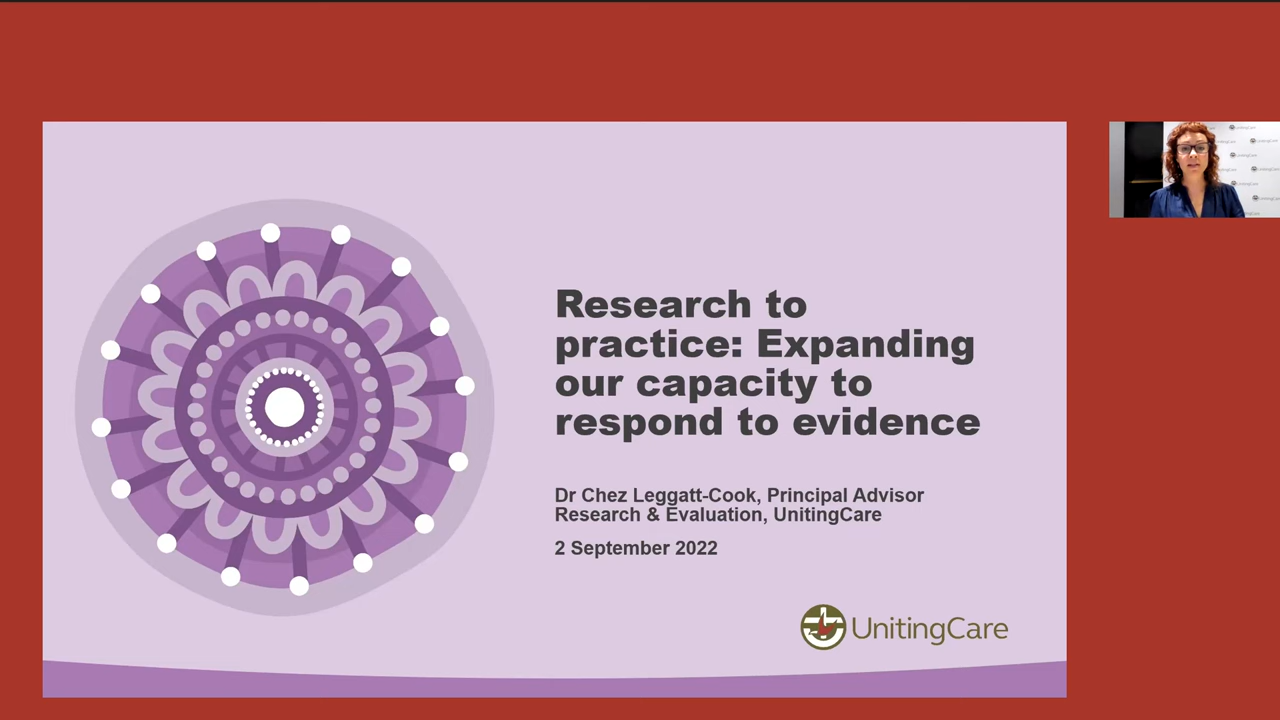 Research to
practice: Expanding
our capacity to
respond to evidence
Dr Chez Leggatt-Cook, Principal Advisor
Research & Evaluation, UnitingCare
2 September 2022
UnitingCare